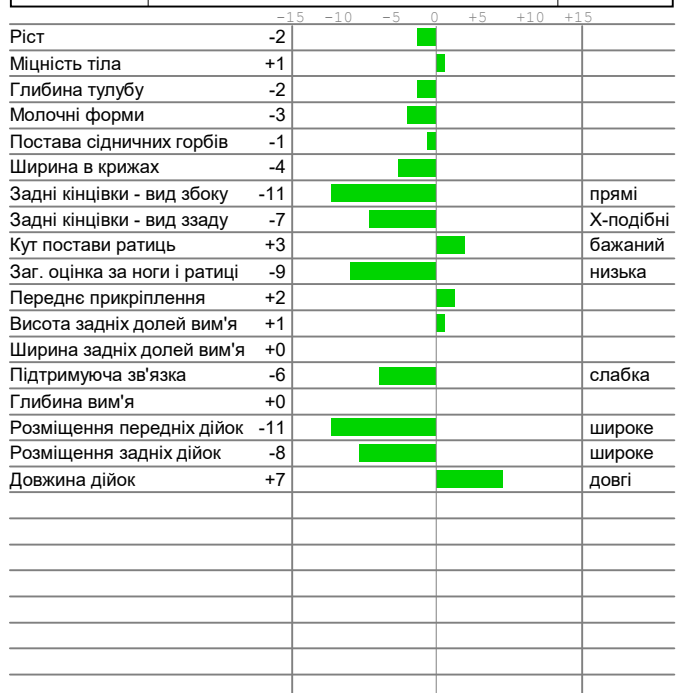 -15 -10 -5 0 +5 +10 +15
Ріст -2
Міцність тіла +1
Глибина тулубу -2
Молочні форми -3
Постава сідничних горбів -1
Ширина в крижах -4
Задні кінцівки - вид збоку -11 прямі
Задні кінцівки - вид ззаду -7 Х-подібні
Кут постави ратиць +3 бажаний
Заг. оцінка за ноги і ратиці -9 низька
Переднє прикріплення +2
Висота задніх долей вим'я +1
Ширина задніх долей вим'я +0
Підтримуюча зв'язка -6 слабка
Глибина вим'я +0
Розміщення передніх дійок -11 широке
Розміщення задніх дійок -8 широке
Довжина дійок +7 довгі